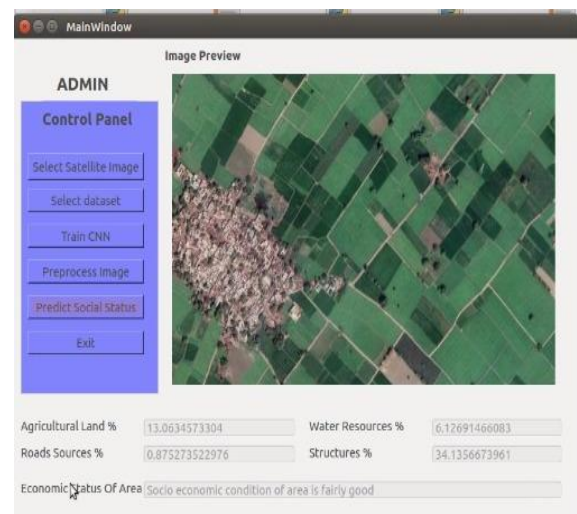 MainWindow
Image Preview
ADMIN
Control Panel
Select Satellite Image
Select dataset
Train CNN
Preprocess Image
Predict Social Status
Exit
Agricultural Land % 13.0634573304 Water Resources % 6.12691466083
Roads Sources % 0.875273522976 Structures % 34.1356673961
Economic Status Of Area Socio economic condition of area is fairly good